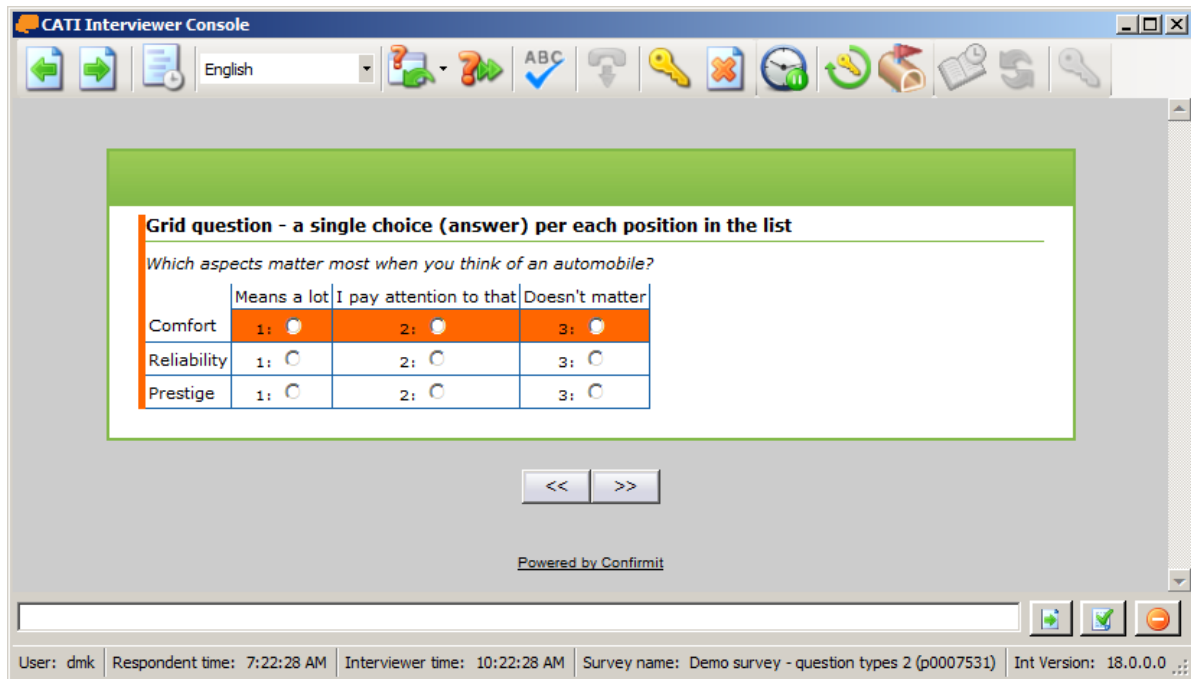 CATI Interviewer Console
English
ABC
Grid question - a single choice (answer) per each position in the list
Which aspects matter most when you think of an automobile?
Means a lot I pay attention to that Doesn't matter
Comfort 1: 2: 3:
Reliability 1: 2: 3:
Prestige 1: 2: 3:
<< >>
Powered by Confirmit
User: dmk Respondent time: 7:22:28 AM Interviewer time: 10:22:28 AM Survey name: Demo survey - question types 2 (p0007531) Int Version: 18.0.0.0